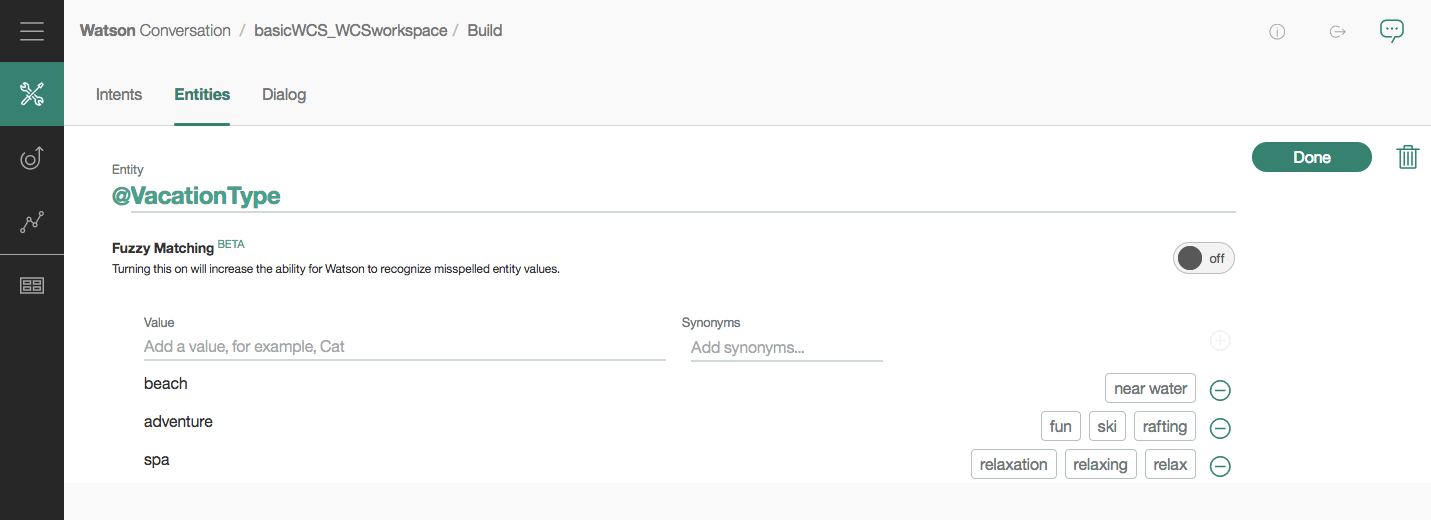 Watson Conversation / basicWCS_WCSworkspace / Build
Intents Entities Dialog
Done
Entity
@VacationType
Fuzzy Matching BETA
Turning this on will increase the ability for Watson to recognize misspelled entity values.
off
Value Synonyms
Add a value, for example, Cat Add synonyms...
beach near water
adventure fun ski rafting
spa relaxation relaxing relax